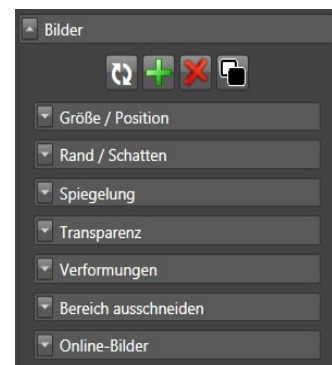 Bilder
Größe / Position
Rand / Schatten
Spiegelung
Transparenz
Verformungen
Bereich ausschneiden
Online-Bilder